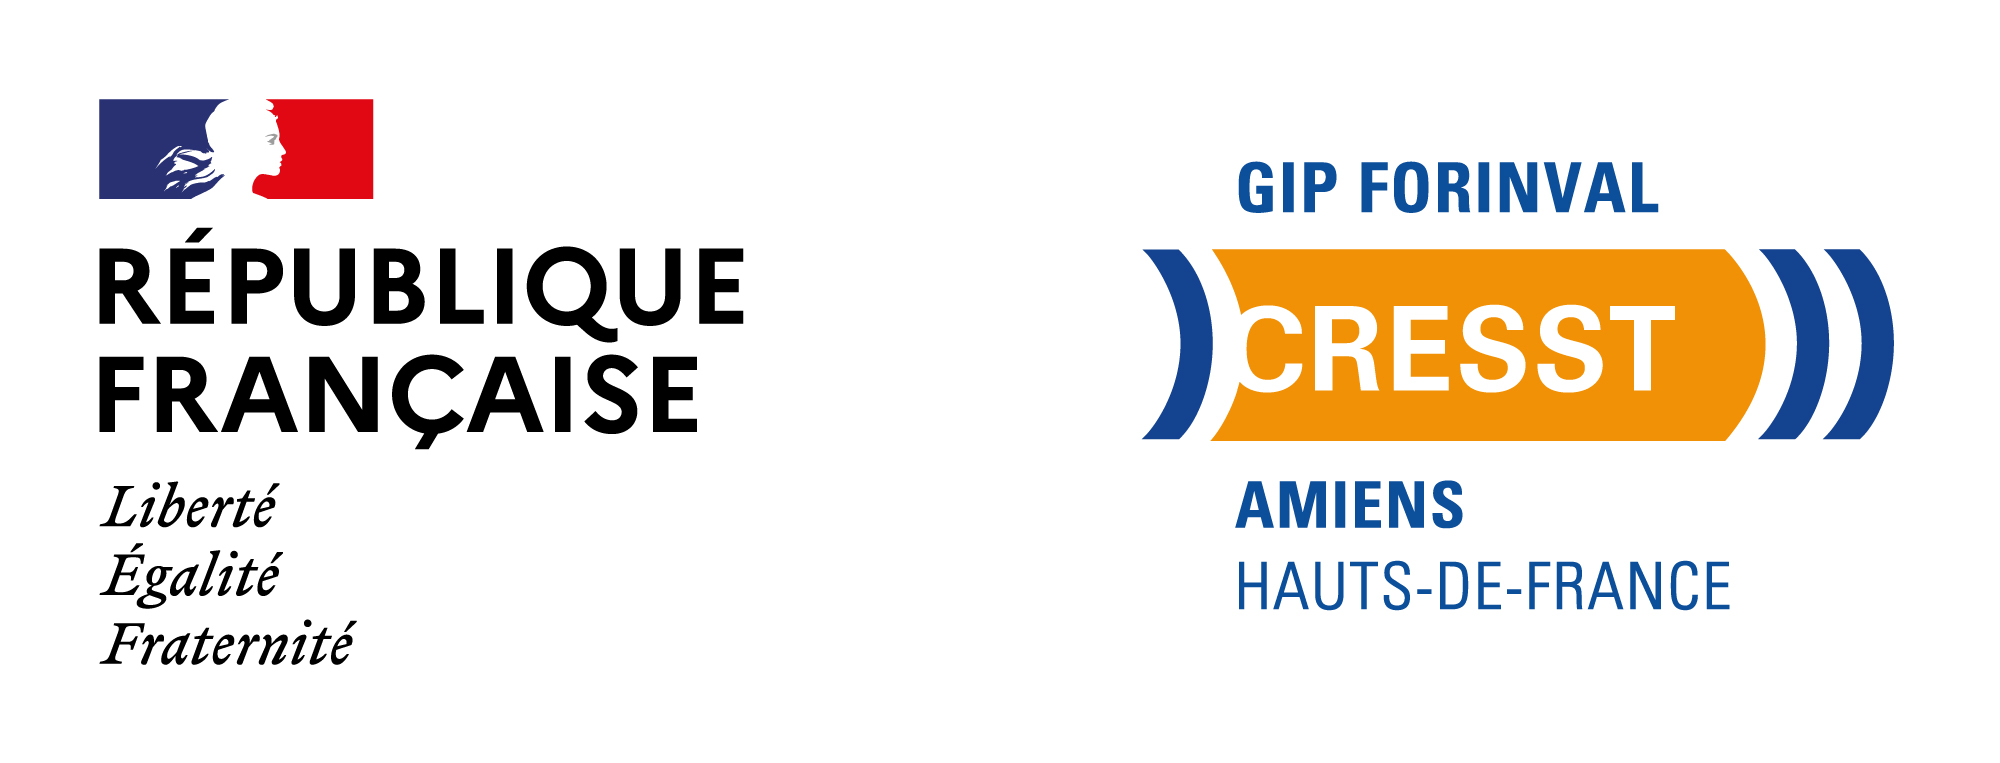 RÉPUBLIQUE
FRANÇAISE
Liberté
Égalité
Fraternité
GIP FORINVAL
CRESST
AMIENS
HAUTS-DE-FRANCE